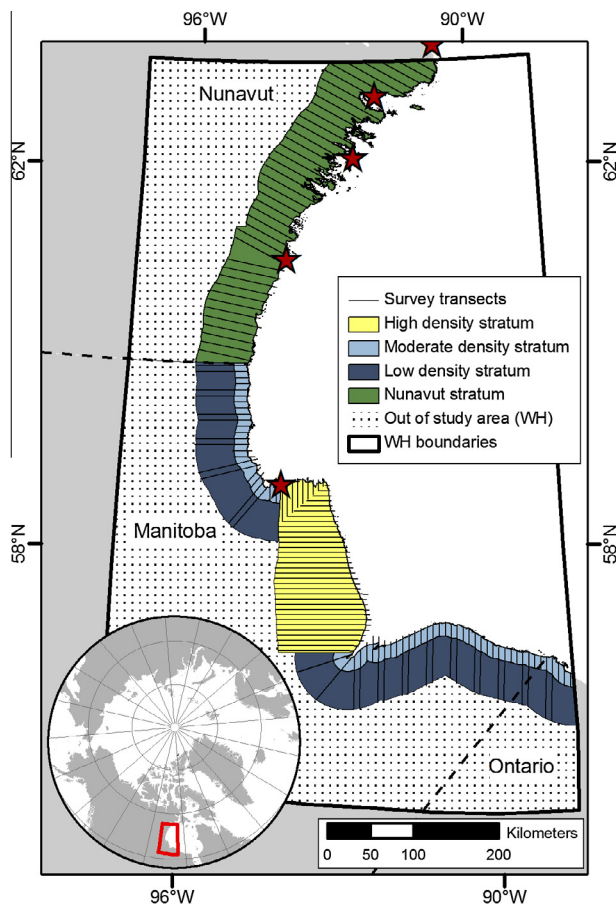 96°W 90°W
Nunavut
62°N 62°N
Survey transects
High density stratum
Moderate density stratum
Low density stratum
Nunavut stratum
Out of study area (WH)
WH boundaries
Manitoba
58°N 58°N
Ontario
Kilometers
0 50 100 200
96°W 90°W